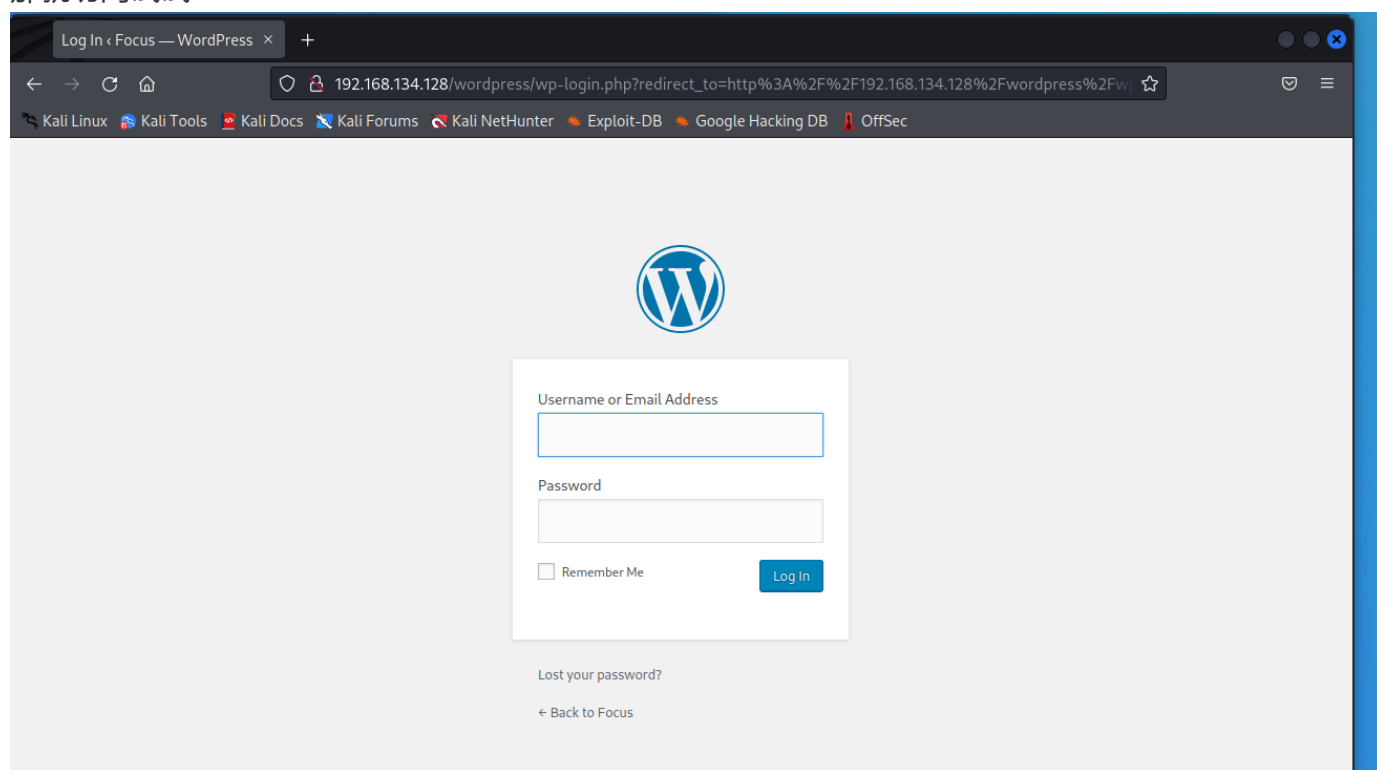 Log In ‹ Focus — WordPress × +
192.168.134.128/wordpress/wp-login.php?redirect_to=http%3A%2F%2F192.168.134.128%2Fwordpress%2Fw
Kali Linux Kali Tools Kali Docs Kali Forums Kali NetHunter Exploit-DB Google Hacking DB OffSec
Username or Email Address
Password
Remember Me Log In
Lost your password?
← Back to Focus